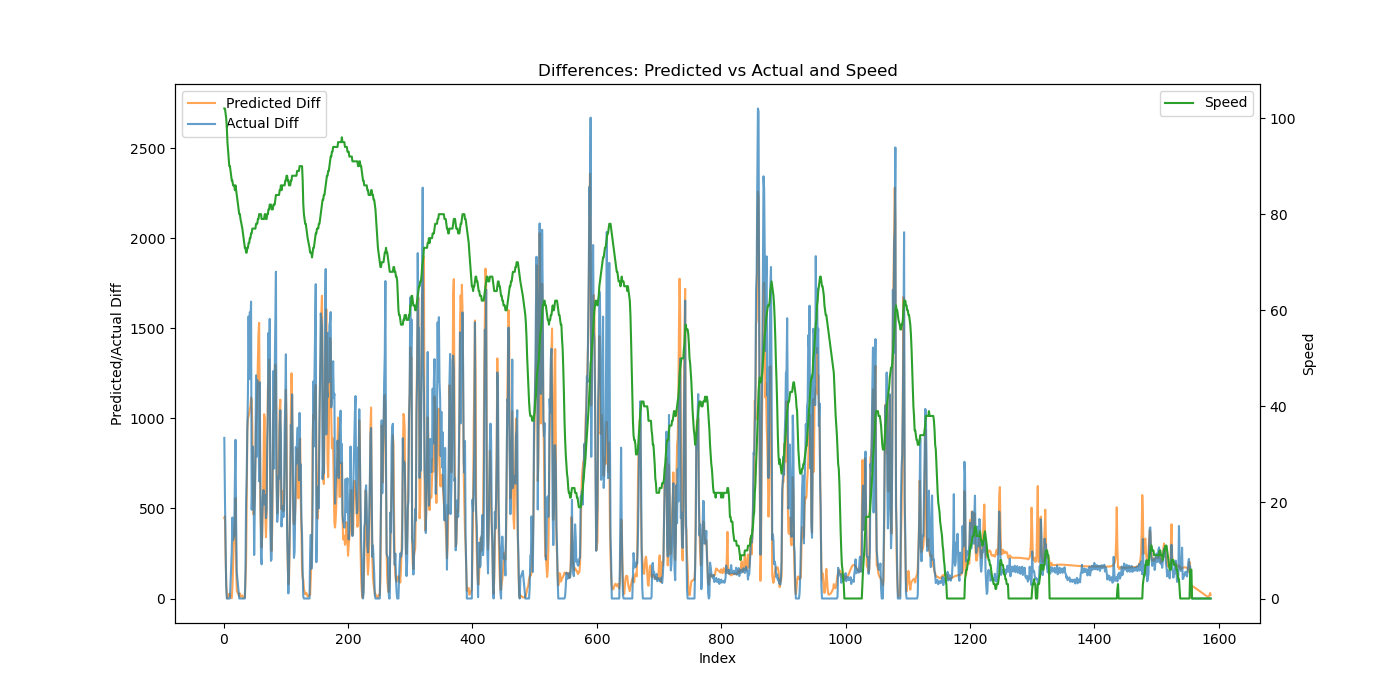 Differences: Predicted vs Actual and Speed
Predicted Diff
Actual Diff
Speed
2500
2000
1500
1000
500
0
Predicted/Actual Diff
100
80
60
40
20
0
Speed
0 200 400 600 800 1000 1200 1400 1600
Index